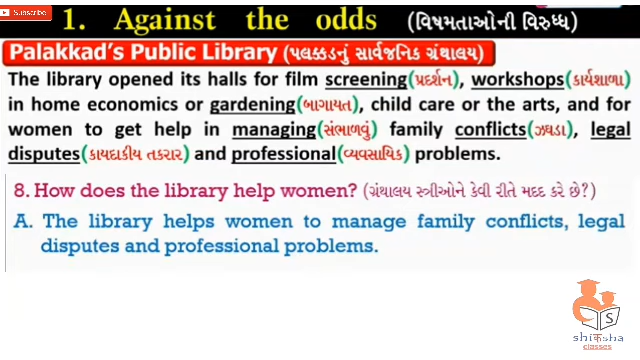 Subscribe
1. Against the odds (વિષમતાઓની વિરુધ્ધ)
Palakkad's Public Library (પલક્કડનું સાર્વજનિક ગ્રંથાલય)
The library opened its halls for film screening(પ્રદર્શન), workshops(કાર્યશાળા)
in home economics or gardening(બાગાયત), child care or the arts, and for
women to get help in managing(સંભાળવું) family conflicts(ઝઘડા), legal
disputes(કાયદાકીય તકરાર) and professional(વ્યવસાયિક) problems.
8. How does the library help women? (ગ્રંથાલય સ્ત્રીઓને કેવી રીતે મદદ કરે છે?)
A. The library helps women to manage family conflicts, legal
disputes and professional problems.
S
shiksha
classes